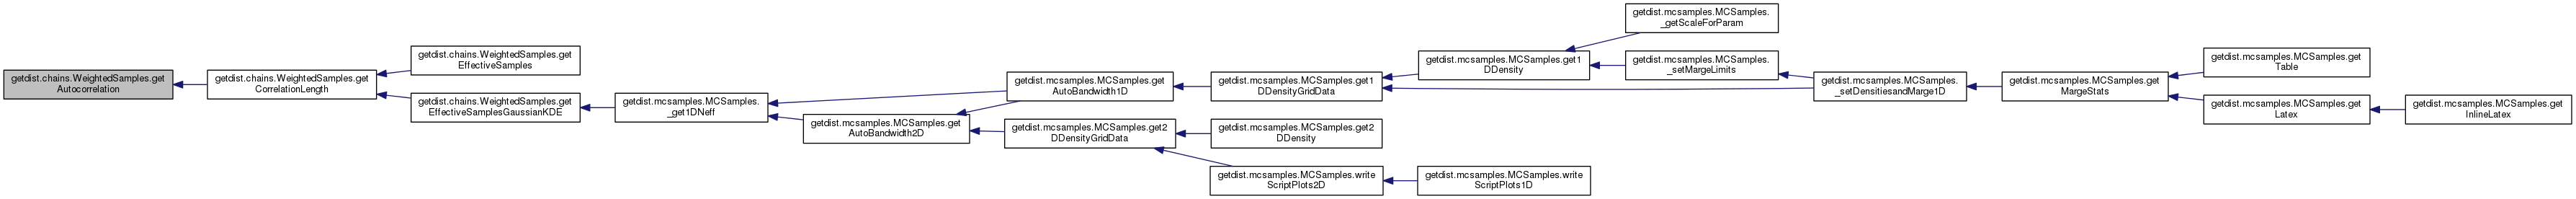 getdist.chains.WeightedSamples.get
Autocorrelation
getdist.chains.WeightedSamples.get
CorrelationLength
getdist.chains.WeightedSamples.get
EffectiveSamples
getdist.chains.WeightedSamples.get
EffectiveSamplesGaussianKDE
getdist.mcsamples.MCSamples.
_get1DNeff
getdist.mcsamples.MCSamples.get
AutoBandwidth1D
getdist.mcsamples.MCSamples.get
AutoBandwidth2D
getdist.mcsamples.MCSamples.get1
DDensityGridData
getdist.mcsamples.MCSamples.get2
DDensityGridData
getdist.mcsamples.MCSamples.get2
DDensity
getdist.mcsamples.MCSamples.write
ScriptPlots2D
getdist.mcsamples.MCSamples.write
ScriptPlots1D
getdist.mcsamples.MCSamples.get1
DDensity
getdist.mcsamples.MCSamples.
_getScaleForParam
getdist.mcsamples.MCSamples.
_setMargeLimits
getdist.mcsamples.MCSamples.
_setDensitiesandMarge1D
getdist.mcsamples.MCSamples.get
MargeStats
getdist.mcsamples.MCSamples.get
Table
getdist.mcsamples.MCSamples.get
Latex
getdist.mcsamples.MCSamples.get
InlineLatex